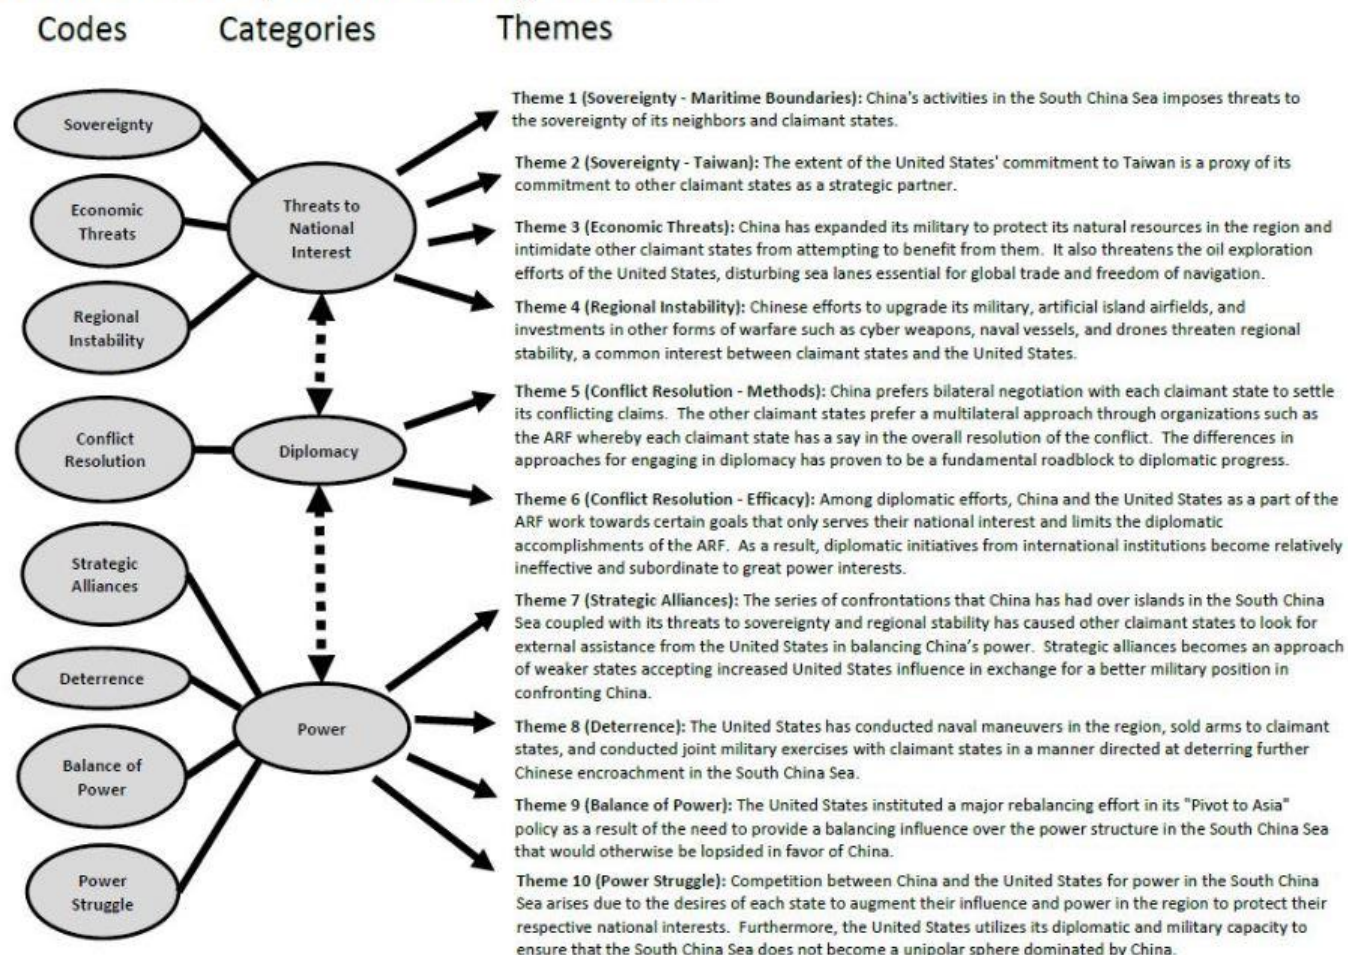 Codes
Categories
Themes
Sovereignty
Economic
Threats
Regional
Instability
Conflict
Resolution
Strategic
Alliances
Deterrence
Balance of
Power
Power
Struggle
Threats to
National
Interest
Diplomacy
Power
Theme 1 (Sovereignty - Maritime Boundaries): China's activities in the South China Sea imposes threats to
the sovereignty of its neighbors and claimant states.
Theme 2 (Sovereignty - Taiwan): The extent of the United States' commitment to Taiwan is a proxy of its
commitment to other claimant states as a strategic partner.
Theme 3 (Economic Threats): China has expanded its military to protect its natural resources in the region and
intimidate other claimant states from attempting to benefit from them. It also threatens the oil exploration
efforts of the United States, disturbing sea lanes essential for global trade and freedom of navigation.
Theme 4 (Regional Instability): Chinese efforts to upgrade its military, artificial island airfields, and
investments in other forms of warfare such as cyber weapons, naval vessels, and drones threaten regional
stability, a common interest between claimant states and the United States.
Theme 5 (Conflict Resolution - Methods): China prefers bilateral negotiation with each claimant state to settle
its conflicting claims. The other claimant states prefer a multilateral approach through organizations such as
the ARF whereby each claimant state has a say in the overall resolution of the conflict. The differences in
approaches for engaging in diplomacy has proven to be a fundamental roadblock to diplomatic progress.
Theme 6 (Conflict Resolution - Efficacy): Among diplomatic efforts, China and the United States as a part of the
ARF work towards certain goals that only serves their national interest and limits the diplomatic
accomplishments of the ARF. As a result, diplomatic initiatives from international institutions become relatively
ineffective and subordinate to great power interests.
Theme 7 (Strategic Alliances): The series of confrontations that China has had over islands in the South China
Sea coupled with its threats to sovereignty and regional stability has caused other claimant states to look for
external assistance from the United States in balancing China's power. Strategic alliances becomes an approach
of weaker states accepting increased United States influence in exchange for a better military position in
confronting China.
Theme 8 (Deterrence): The United States has conducted naval maneuvers in the region, sold arms to claimant
states, and conducted joint military exercises with claimant states in a manner directed at deterring further
Chinese encroachment in the South China Sea.
Theme 9 (Balance of Power): The United States instituted a major rebalancing effort in its "Pivot to Asia"
policy as a result of the need to provide a balancing influence over the power structure in the South China Sea
that would otherwise be lopsided in favor of China.
Theme 10 (Power Struggle): Competition between China and the United States for power in the South China
Sea arises due to the desires of each state to augment their influence and power in the region to protect their
respective national interests. Furthermore, the United States utilizes its diplomatic and military capacity to
ensure that the South China Sea does not become a unipolar sphere dominated by China.